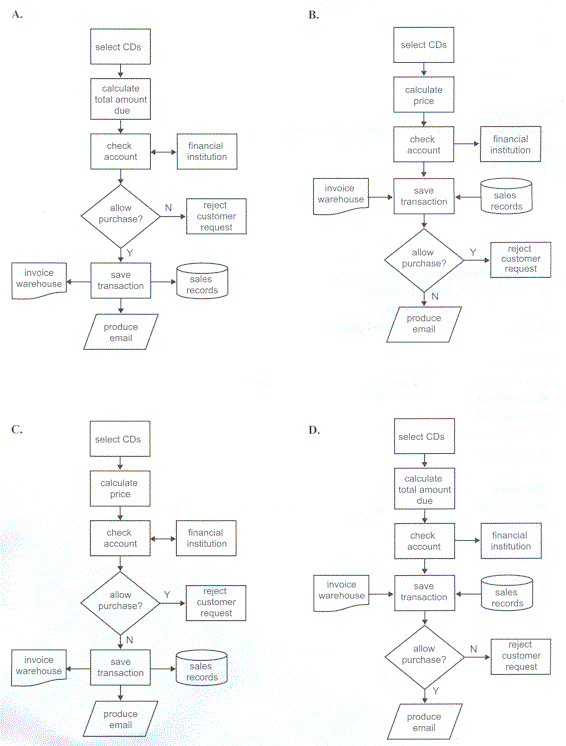 A.
select CDs
calculate
total amount
due
check
account
financial
institution
allow
purchase?
N
reject
customer
request
Y
invoice
warehouse
save
transaction
sales
records
produce
email
B.
select CDs
calculate
price
check
account
financial
institution
invoice
warehouse
save
transaction
sales
records
allow
purchase?
Y
reject
customer
request
N
produce
email
C.
select CDs
calculate
price
check
account
financial
institution
allow
purchase?
Y
reject
customer
request
N
invoice
warehouse
save
transaction
sales
records
produce
email
D.
select CDs
calculate
total amount
due
check
account
financial
institution
invoice
warehouse
save
transaction
sales
records
allow
purchase?
N
reject
customer
request
Y
produce
email